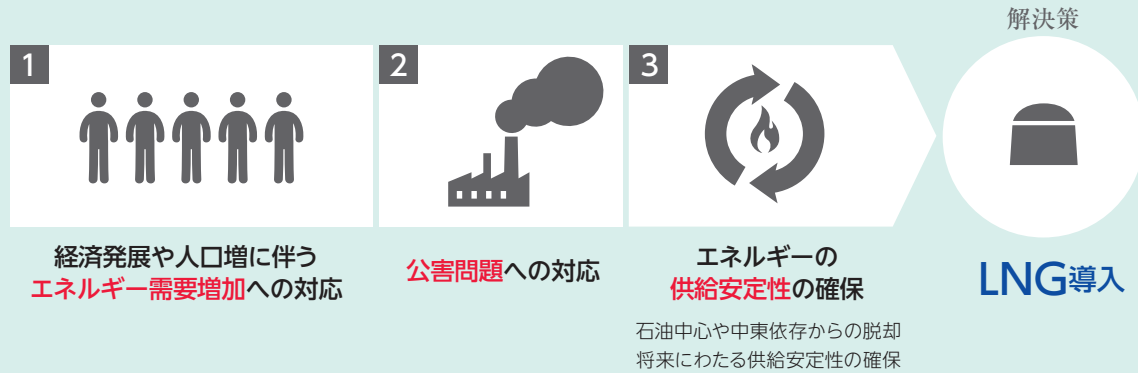 1
経済発展や人口増に伴う
エネルギー需要増加への対応
2
公害問題への対応
3
エネルギーの
供給安定性の確保
石油中心や中東依存からの脱却
将来にわたる供給安定性の確保
解決策
LNG導入